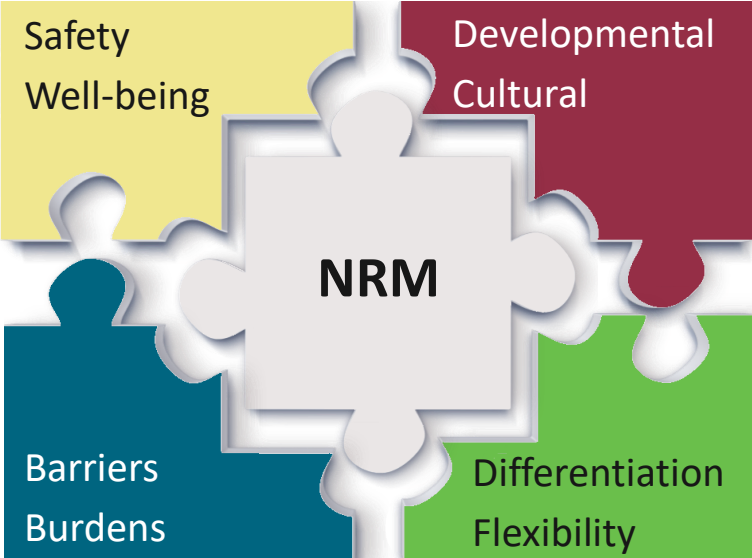 Safety
Well-being
Developmental
Cultural
NRM
Barriers
Burdens
Differentiation
Flexibility